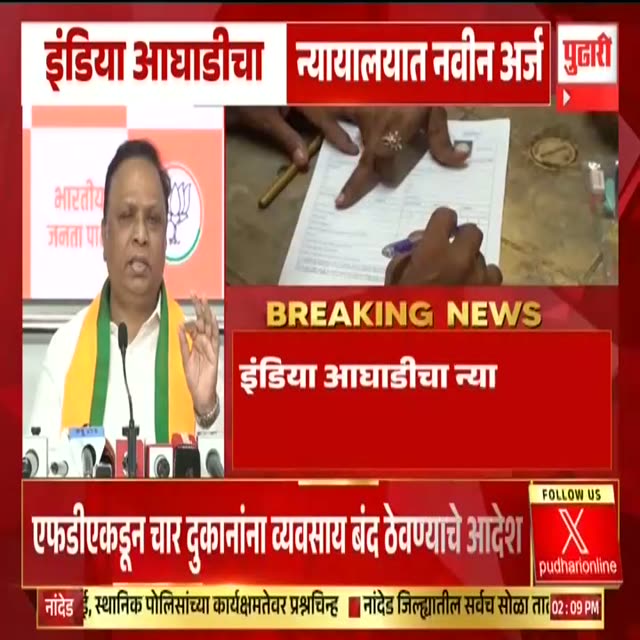 इंडिया आघाडीचा
न्यायालयात नवीन अर्ज
पुढारी
भारतीय
जनता पा
BREAKING NEWS
इंडिया आघाडीचा न्या
एफडीएकडून चार दुकानांना व्यवसाय बंद ठेवण्याचे आदेश
FOLLOW US
X
pudharionline
नांदेड
ई, स्थानिक पोलिसांच्या कार्यक्षमतेवर प्रश्नचिन्ह
नांदेड जिल्ह्यातील सर्वच सोळा ता
02:09 PM